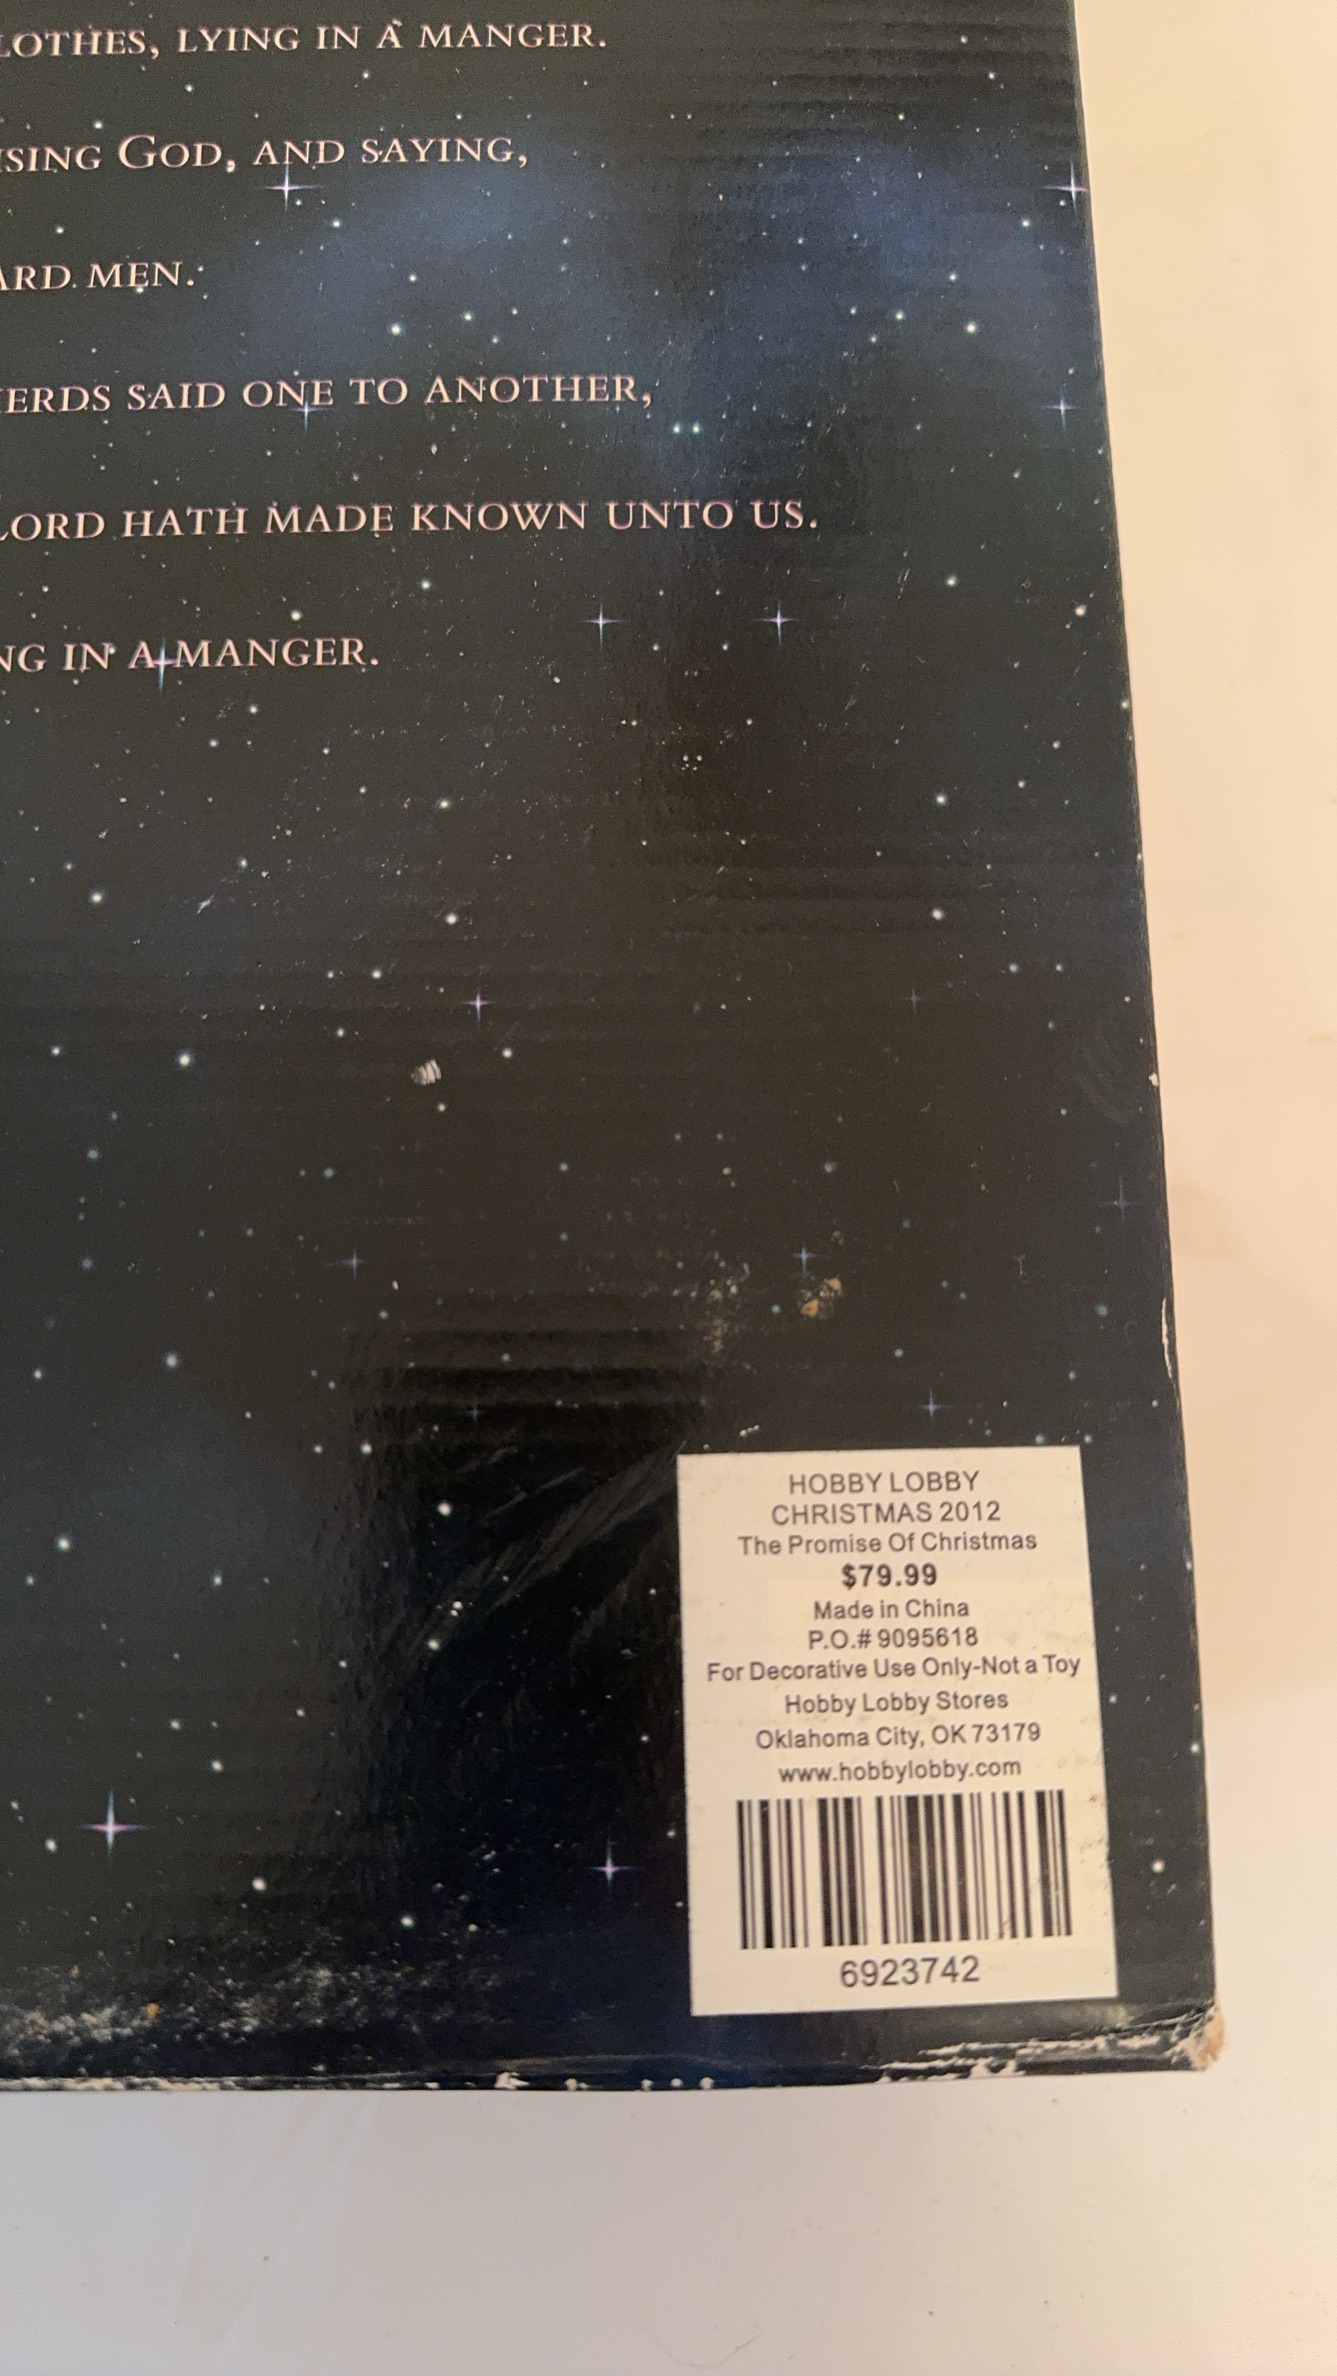 LOTHES, LYING IN A MANGER.
ISING GOD, AND SAYING,
ARD MEN.
HERDS SAID ONE TO ANOTHER,
LORD HATH MADE KNOWN UNTO US.
NG IN A MANGER.
HOBBY LOBBY
CHRISTMAS 2012
The Promise Of Christmas
$79.99
Made in China
P.O.# 9095618
For Decorative Use Only-Not a Toy
Hobby Lobby Stores
Oklahoma City, OK 73179
www.hobbylobby.com
6923742